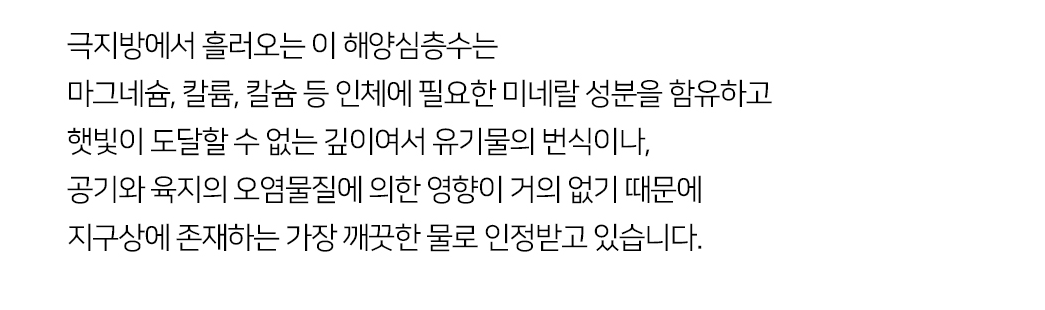 극지방에서 흘러오는 이 해양심층수는
마그네슘, 칼륨, 칼슘 등 인체에 필요한 미네랄 성분을 함유하고
햇빛이 도달할 수 없는 깊이여서 유기물의 번식이나,
공기와 육지의 오염물질에 의한 영향이 거의 없기 때문에
지구상에 존재하는 가장 깨끗한 물로 인정받고 있습니다.